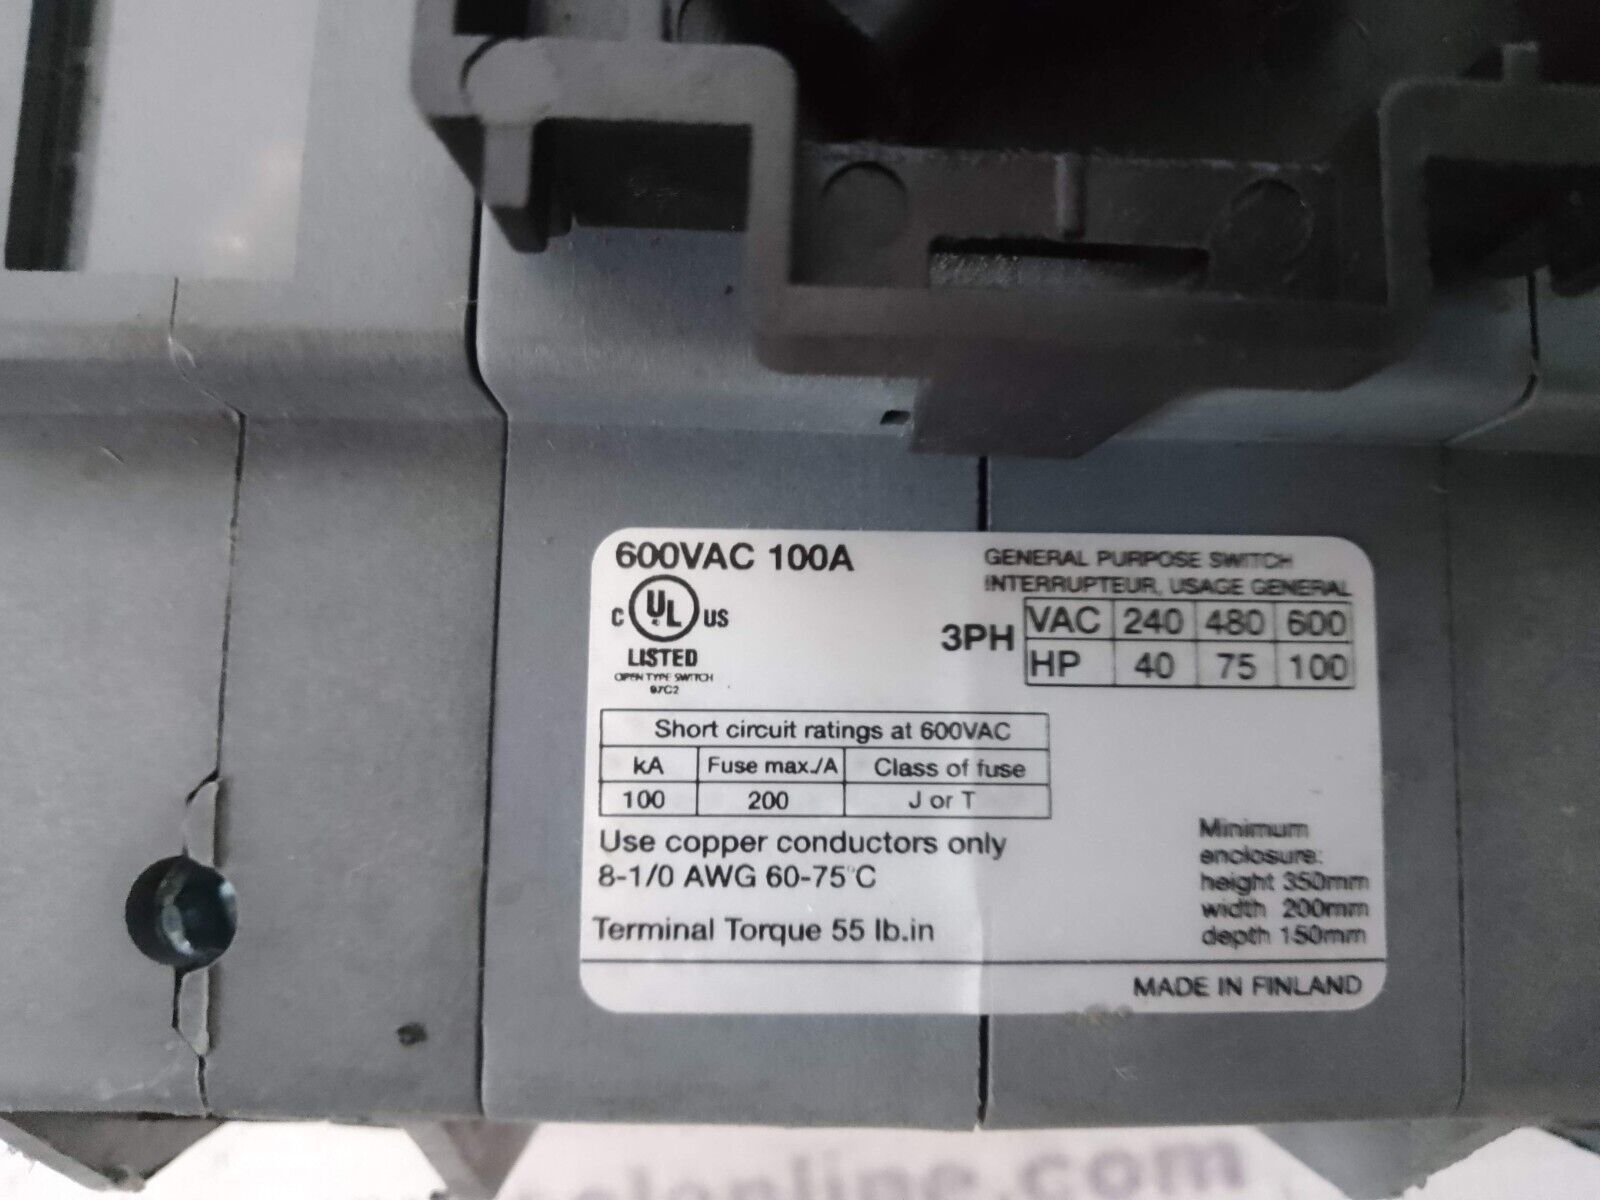 600VAC 100A
GENERAL PURPOSE SWITCH
INTERRUPTEUR, USAGE GENERAL
C UL US
LISTED
OPEN TYPE SWITCH
97C2
3PH
VAC 240 480 600
HP 40 75 100
Short circuit ratings at 600VAC
kA Fuse max./A Class of fuse
100 200 J or T
Use copper conductors only
8-1/0 AWG 60-75°C
Terminal Torque 55 lb.in
Minimum
enclosure:
height 350mm
width 200mm
depth 150mm
MADE IN FINLAND